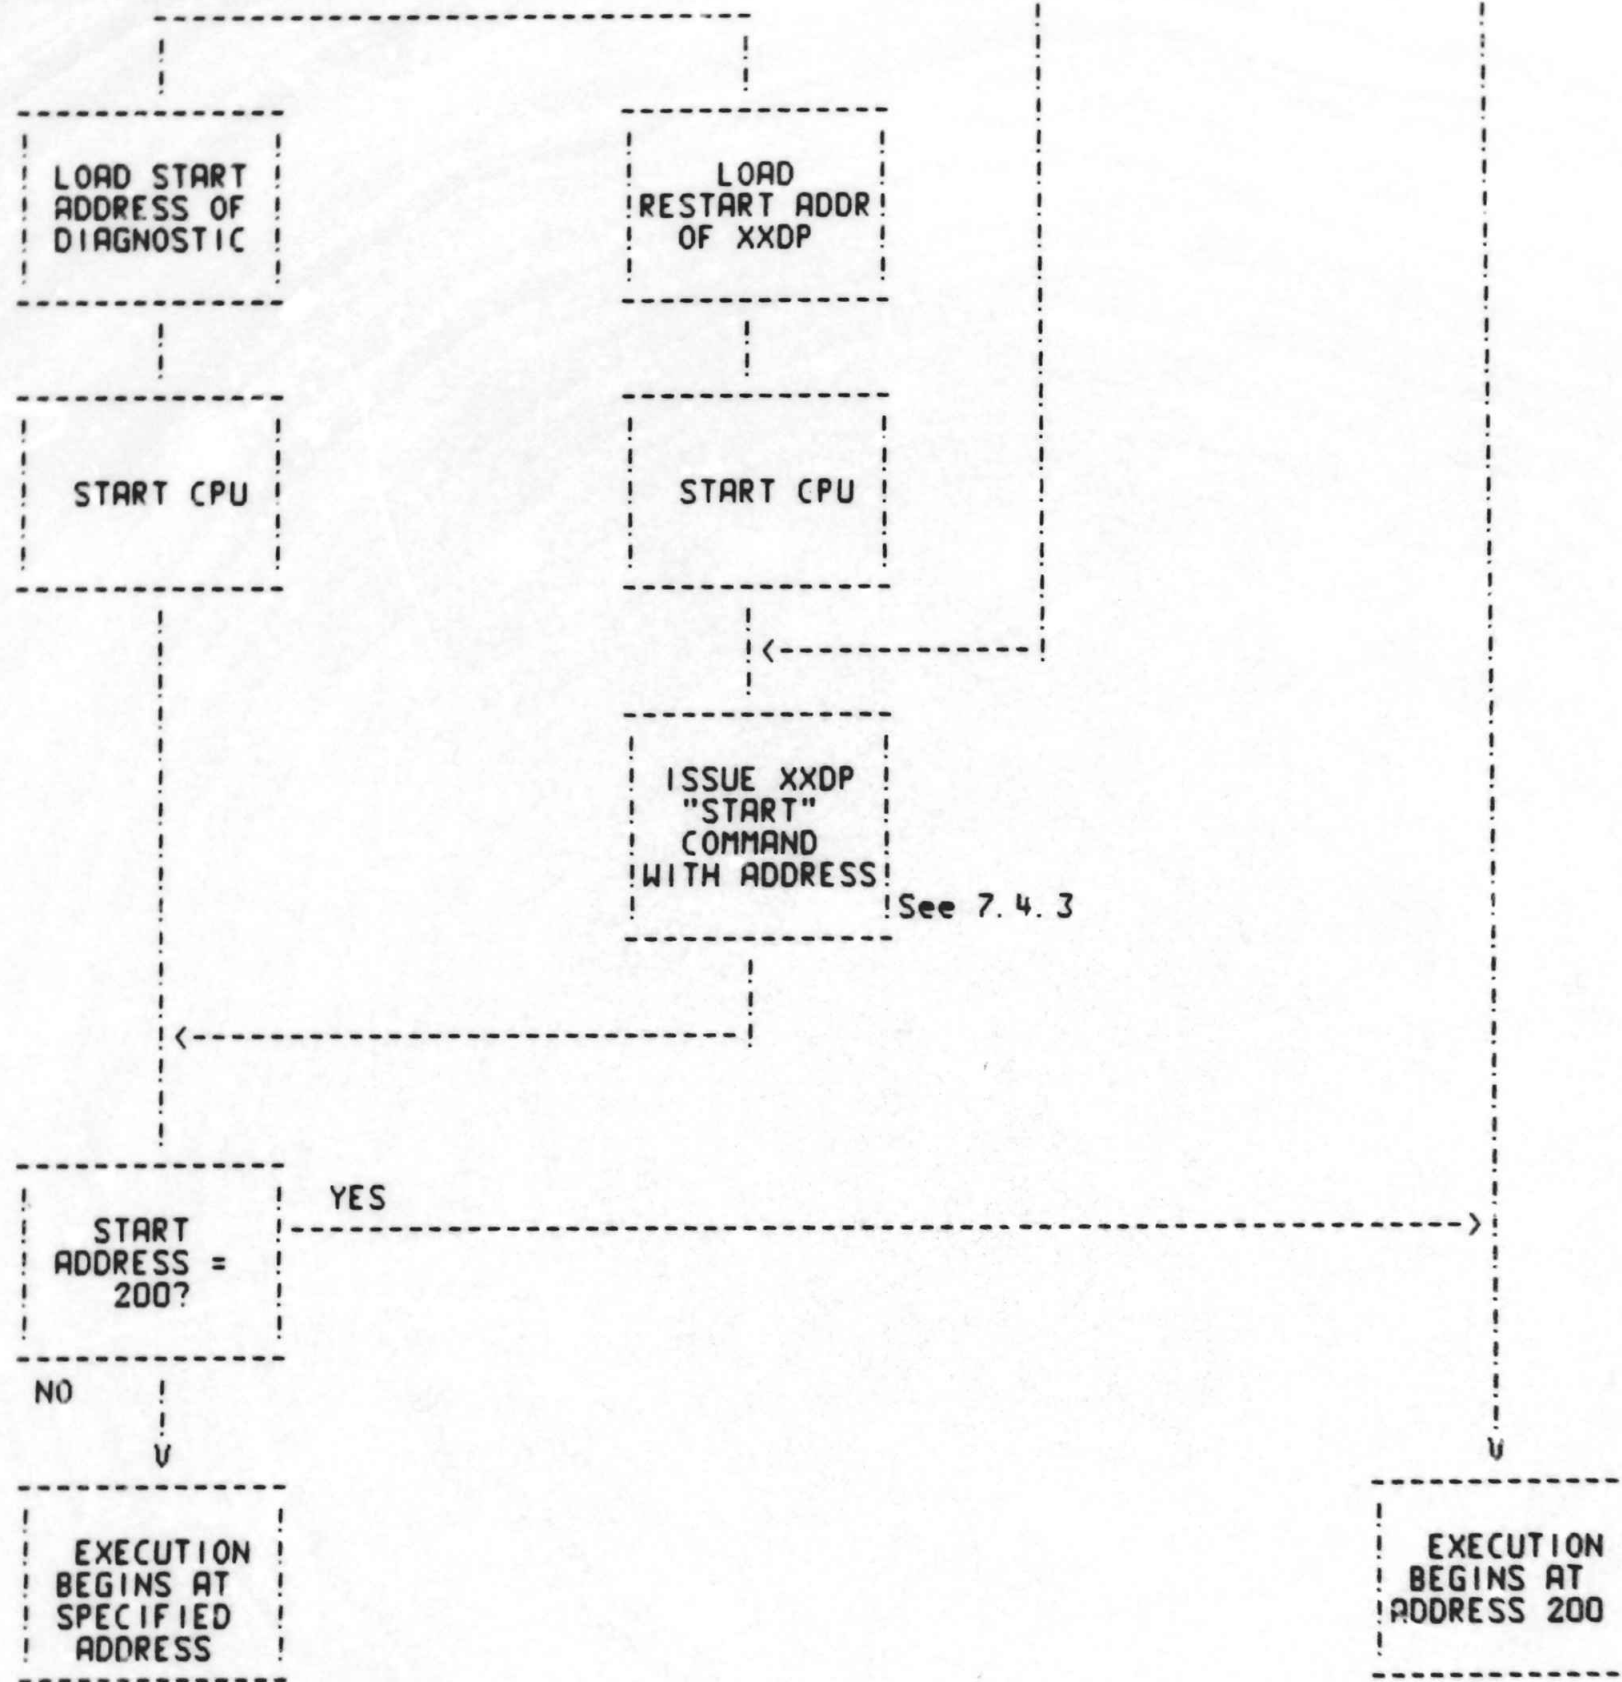 LOAD START
ADDRESS OF
DIAGNOSTIC
LOAD
RESTART ADDR
OF XXDP
START CPU
START CPU
ISSUE XXDP
"START"
COMMAND
WITH ADDRESS
See 7.4.3
START
ADDRESS =
200?
YES
NO
EXECUTION
BEGINS AT
SPECIFIED
ADDRESS
EXECUTION
BEGINS AT
ADDRESS 200